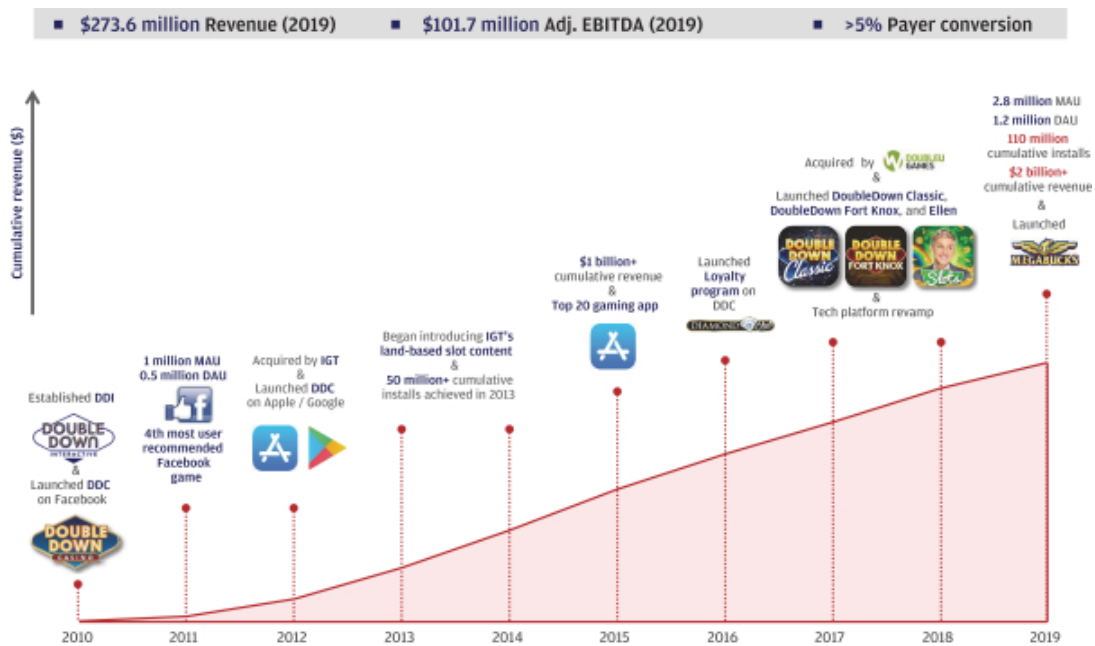 $273.6 million Revenue (2019)
$101.7 million Adj. EBITDA (2019)
>5% Payer conversion
Cumulative revenue ($)
Established DDI
DOUBLE
DOWN
INTERACTIVE
&
Launched DDC
on Facebook
DOUBLE
DOWN
CASINO
1 million MAU
0.5 million DAU
4th most user
recommended
Facebook
game
Acquired by IGT
&
Launched DDC
on Apple / Google
Began introducing IGT's
land-based slot content
&
50 million+ cumulative
installs achieved in 2013
$1 billion+
cumulative revenue
&
Top 20 gaming app
Launched
Loyalty
program on
DDC
DIAMOND Club
Acquired by DOUBLEU
GAMES
&
Launched DoubleDown Classic,
DoubleDown Fort Knox, and Ellen
DOUBLE
DOWN
Classic
DOUBLE
DOWN
FORT KNOX
Slots
&
Tech platform revamp
2.8 million MAU
1.2 million DAU
110 million
cumulative installs
$2 billion+
cumulative revenue
&
Launched
MEGABUCKS
2010
2011
2012
2013
2014
2015
2016
2017
2018
2019